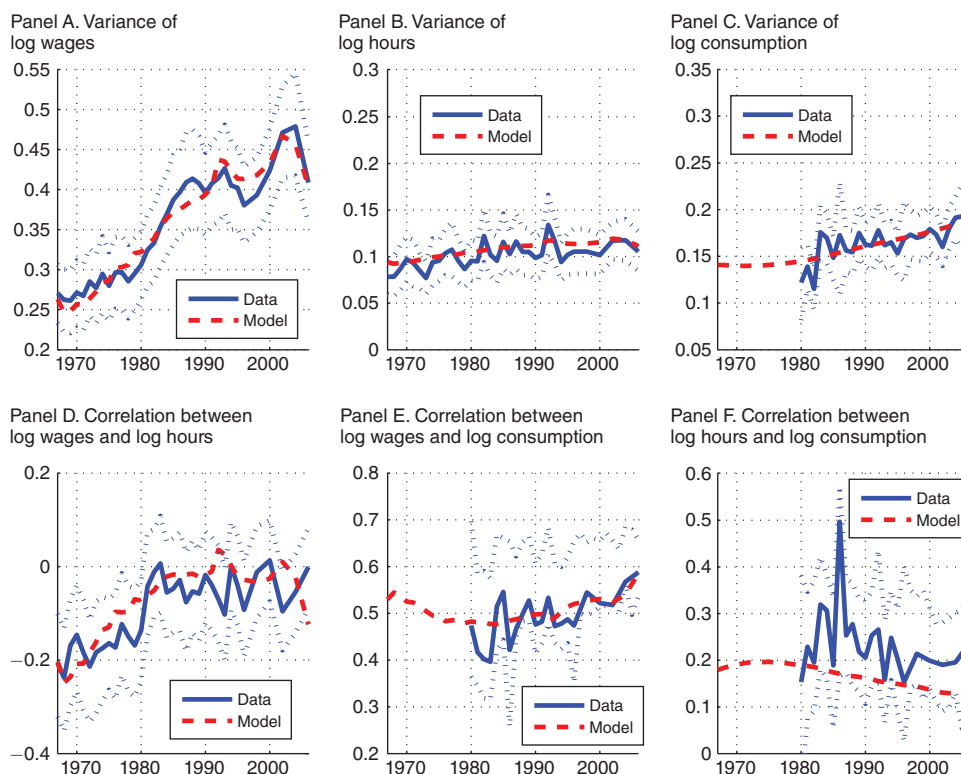 Panel A. Variance of
log wages
0.55
0.5
0.45
0.4
0.35
0.3
0.25
0.2
1970 1980 1990 2000
Data
Model
Panel B. Variance of
log hours
0.3
0.25
0.2
0.15
0.1
0.05
0
1970 1980 1990 2000
Data
Model
Panel C. Variance of
log consumption
0.35
0.3
0.25
0.2
0.15
0.1
0.05
1970 1980 1990 2000
Data
Model
Panel D. Correlation between
log wages and log hours
0.2
0
−0.2
−0.4
1970 1980 1990 2000
Data
Model
Panel E. Correlation between
log wages and log consumption
0.8
0.7
0.6
0.5
0.4
0.3
0.2
1970 1980 1990 2000
Data
Model
Panel F. Correlation between
log hours and log consumption
0.6
0.5
0.4
0.3
0.2
0.1
0
1970 1980 1990 2000
Data
Model